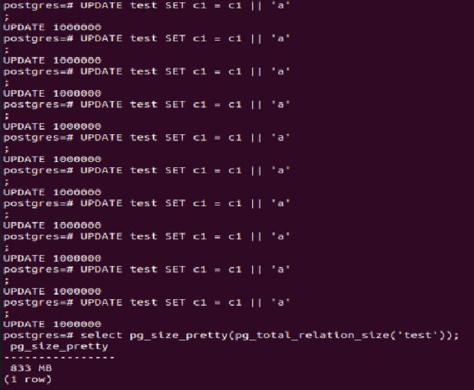 postgres=# UPDATE test SET c1 = c1 || 'a'
;
UPDATE 1000000
postgres=# UPDATE test SET c1 = c1 || 'a'
;
UPDATE 1000000
postgres=# UPDATE test SET c1 = c1 || 'a'
;
UPDATE 1000000
postgres=# UPDATE test SET c1 = c1 || 'a'
;
UPDATE 1000000
postgres=# UPDATE test SET c1 = c1 || 'a'
;
UPDATE 1000000
postgres=# UPDATE test SET c1 = c1 || 'a'
;
UPDATE 1000000
postgres=# UPDATE test SET c1 = c1 || 'a'
;
UPDATE 1000000
postgres=# UPDATE test SET c1 = c1 || 'a'
;
UPDATE 1000000
postgres=# UPDATE test SET c1 = c1 || 'a'
;
UPDATE 1000000
postgres=# UPDATE test SET c1 = c1 || 'a'
;
UPDATE 1000000
postgres=# select pg_size_pretty(pg_total_relation_size('test'));
pg_size_pretty
----------------
833 MB
(1 row)